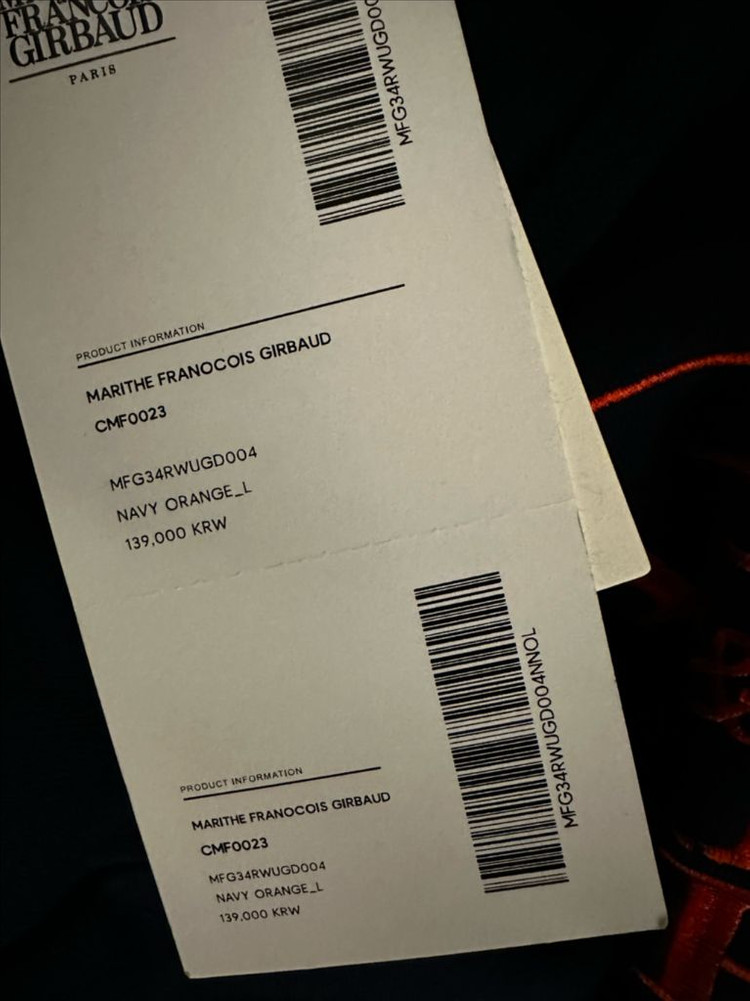 FRANCOIS
GIRBAUD
PARIS
MFG34RWUGD00
PRODUCT INFORMATION
MARITHE FRANOCOIS GIRBAUD
CMF0023
MFG34RWUGD004
NAVY ORANGE_L
139,000 KRW
MFG34RWUGD004NNOL
PRODUCT INFORMATION
MARITHE FRANOCOIS GIRBAUD
CMF0023
MFG34RWUGD004
NAVY ORANGE_L
139,000 KRW